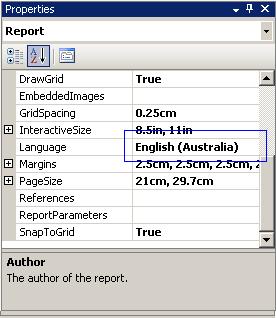 Properties
Report
DrawGrid True
EmbeddedImages
GridSpacing 0.25cm
InteractiveSize 8.5in, 11in
Language English (Australia)
Margins 2.5cm, 2.5cm, 2.5cm, 2
PageSize 21cm, 29.7cm
References
ReportParameters
SnapToGrid True
Author
The author of the report.